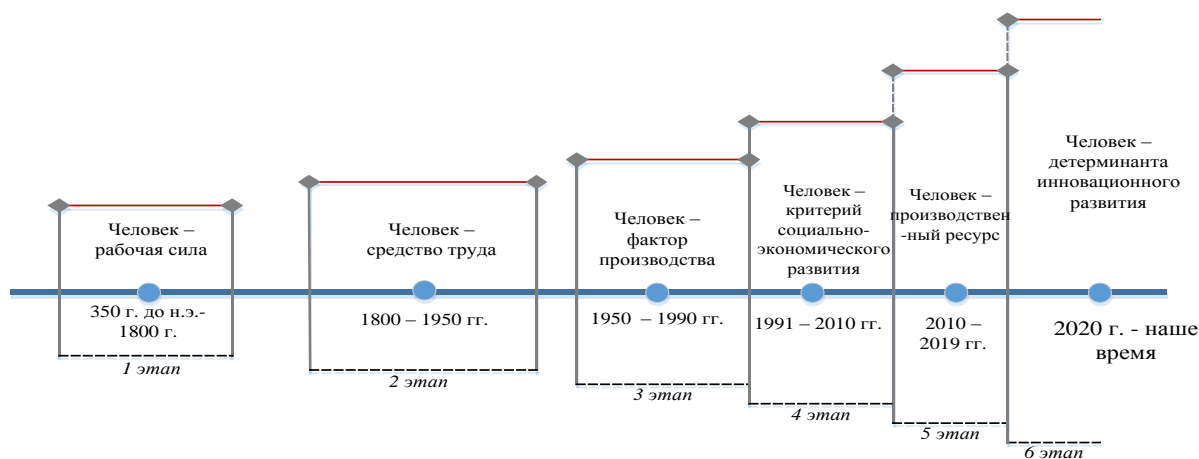 Человек –
рабочая сила
350 г. до н.э.-
1800 г.
1 этап
Человек –
средство труда
1800 – 1950 гг.
2 этап
Человек –
фактор
производства
1950 – 1990 гг.
3 этап
Человек –
критерий
социально-
экономического
развития
1991 – 2010 гг.
4 этап
Человек –
производствен
-ный ресурс
2010 –
2019 гг.
5 этап
Человек –
детерминанта
инновационного
развития
2020 г. - наше
время
6 этап